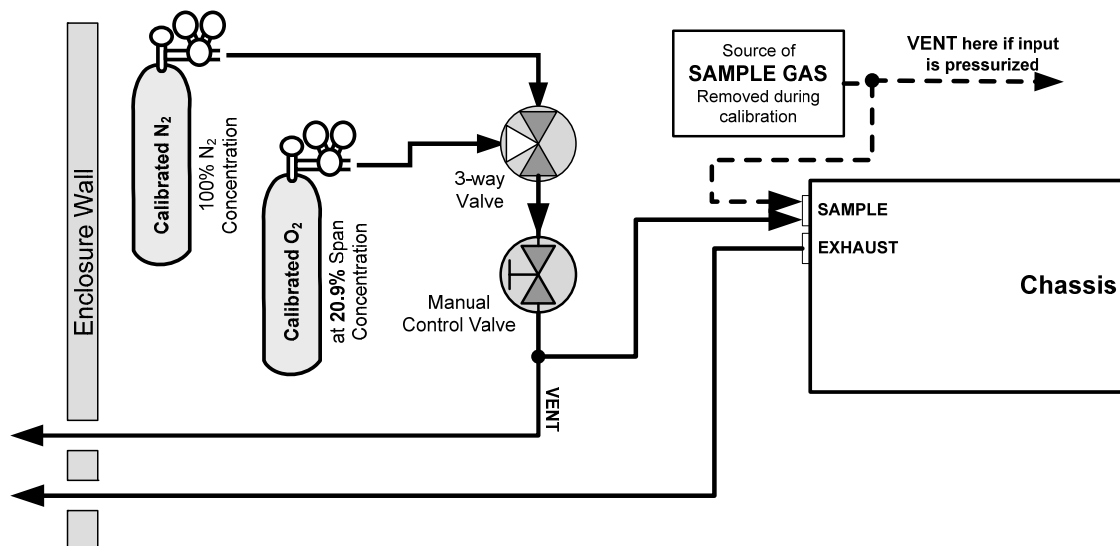 Enclosure Wall
Calibrated N₂
100% N₂
Concentration
Calibrated O₂
at 20.9% Span
Concentration
3-way
Valve
Manual
Control Valve
VENT
Source of
SAMPLE GAS
Removed during
calibration
VENT here if input
is pressurized
SAMPLE
EXHAUST
Chassis